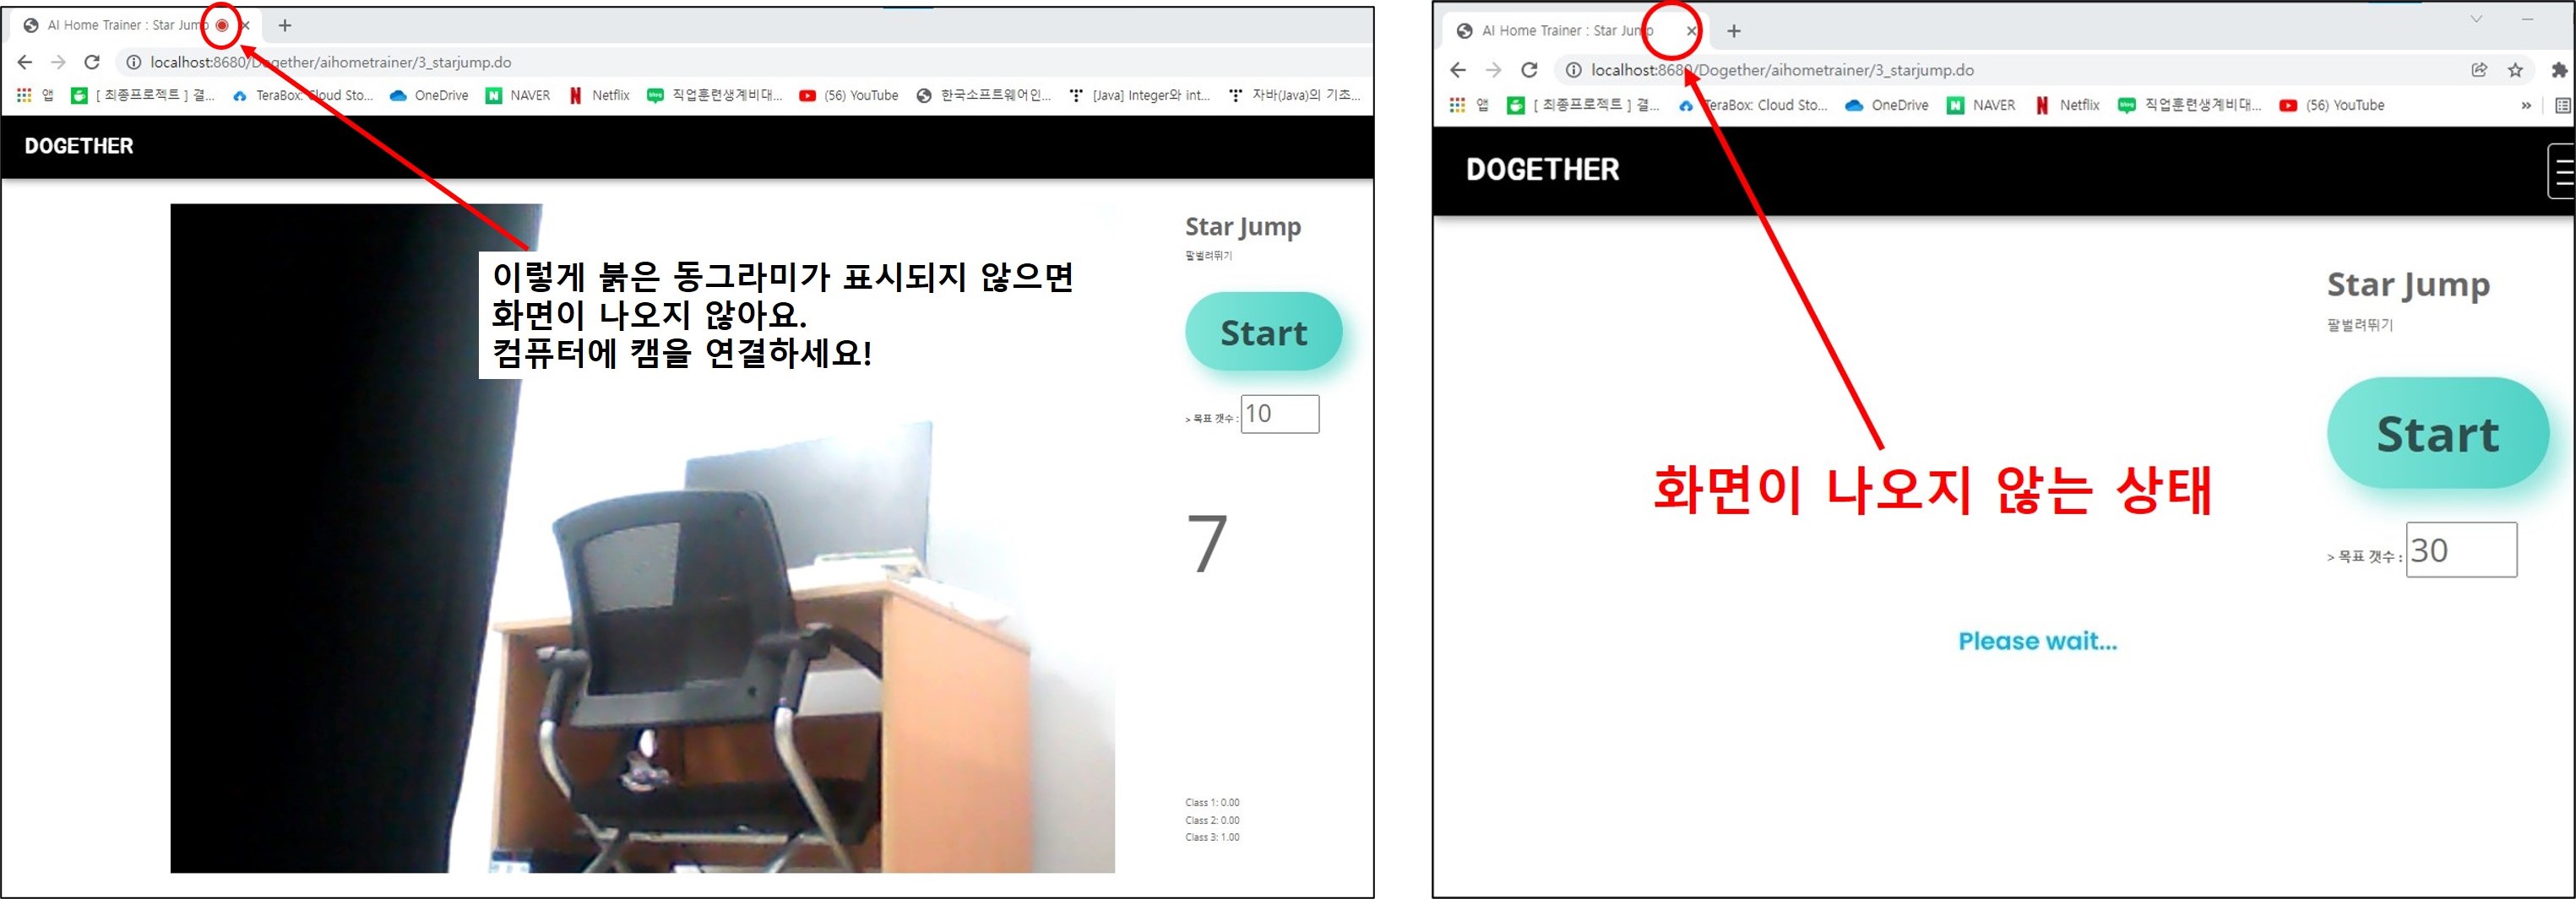 AI Home Trainer : Star Jump
localhost:8680/Dogether/aihometrainer/3_starjump.do
앱 [ 최종프로젝트 ] 결... TeraBox: Cloud Sto... OneDrive NAVER Netflix 직업훈련생계비대... (56) YouTube 한국소프트웨어인... [Java] Integer와 int... 자바(Java)의 기초...
DOGETHER
이렇게 붉은 동그라미가 표시되지 않으면
화면이 나오지 않아요.
컴퓨터에 캠을 연결하세요!
Star Jump
팔벌려뛰기
Start
> 목표 갯수 : 10
7
Class 1: 0.00
Class 2: 0.00
Class 3: 1.00
AI Home Trainer : Star Jump
localhost:8680/Dogether/aihometrainer/3_starjump.do
앱 [ 최종프로젝트 ] 결... TeraBox: Cloud Sto... OneDrive NAVER Netflix 직업훈련생계비대... (56) YouTube »
DOGETHER
Star Jump
팔벌려뛰기
Start
화면이 나오지 않는 상태
> 목표 갯수 : 30
Please wait...